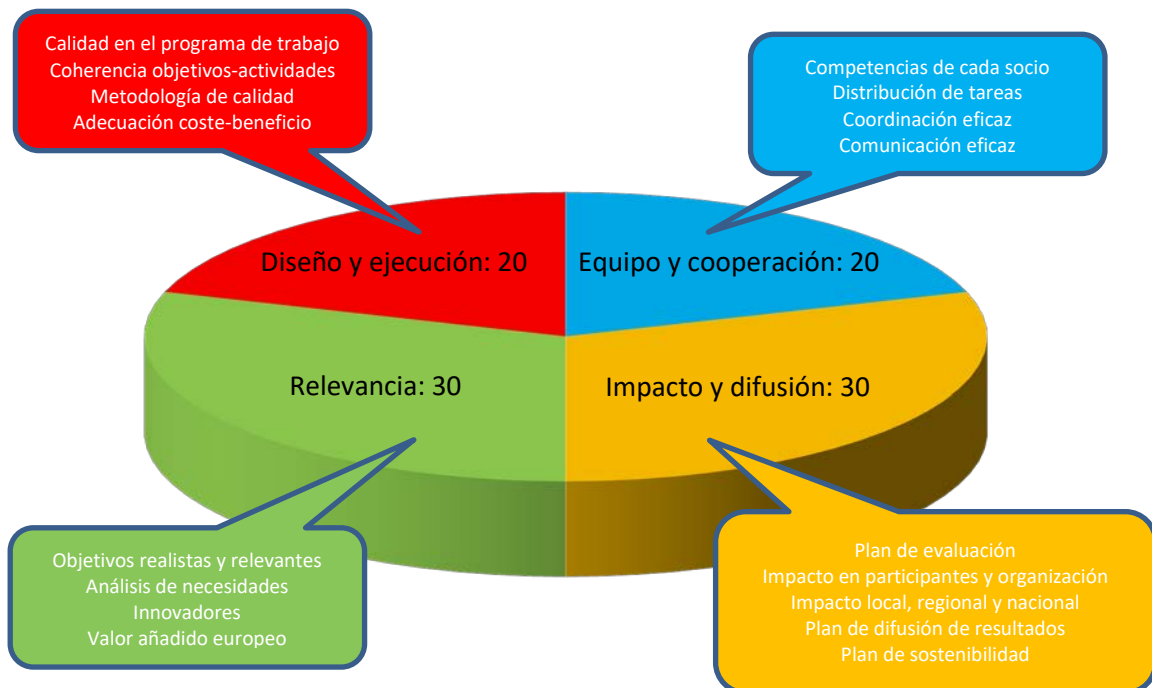 Calidad en el programa de trabajo
Coherencia objetivos-actividades
Metodología de calidad
Adecuación coste-beneficio
Competencias de cada socio
Distribución de tareas
Coordinación eficaz
Comunicación eficaz
Diseño y ejecución: 20
Equipo y cooperación: 20
Relevancia: 30
Impacto y difusión: 30
Objetivos realistas y relevantes
Análisis de necesidades
Innovadores
Valor añadido europeo
Plan de evaluación
Impacto en participantes y organización
Impacto local, regional y nacional
Plan de difusión de resultados
Plan de sostenibilidad